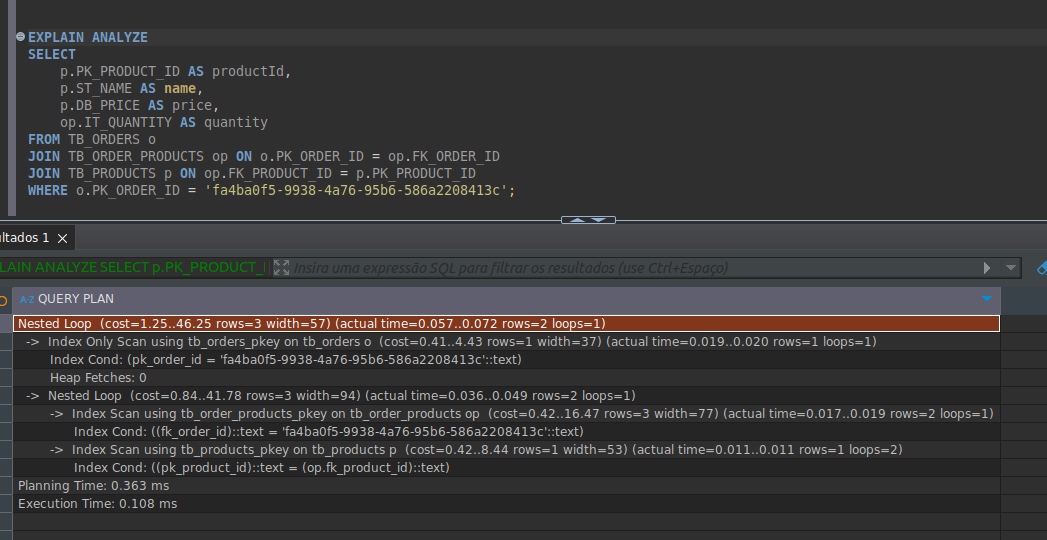 EXPLAIN ANALYZE
SELECT
p.PK_PRODUCT_ID AS productId,
p.ST_NAME AS name,
p.DB_PRICE AS price,
op.IT_QUANTITY AS quantity
FROM TB_ORDERS o
JOIN TB_ORDER_PRODUCTS op ON o.PK_ORDER_ID = op.FK_ORDER_ID
JOIN TB_PRODUCTS p ON op.FK_PRODUCT_ID = p.PK_PRODUCT_ID
WHERE o.PK_ORDER_ID = 'fa4ba0f5-9938-4a76-95b6-586a2208413c';
ltados 1
LAIN ANALYZE SELECT p.PK_PRODUCT_I Insira uma expressão SQL para filtrar os resultados (use Ctrl+Espaço)
A-Z QUERY PLAN
Nested Loop (cost=1.25..46.25 rows=3 width=57) (actual time=0.057..0.072 rows=2 loops=1)
-> Index Only Scan using tb_orders_pkey on tb_orders o (cost=0.41..4.43 rows=1 width=37) (actual time=0.019..0.020 rows=1 loops=1)
Index Cond: (pk_order_id = 'fa4ba0f5-9938-4a76-95b6-586a2208413c'::text)
Heap Fetches: 0
-> Nested Loop (cost=0.84..41.78 rows=3 width=94) (actual time=0.036..0.049 rows=2 loops=1)
-> Index Scan using tb_order_products_pkey on tb_order_products op (cost=0.42..16.47 rows=3 width=77) (actual time=0.017..0.019 rows=2 loops=1)
Index Cond: ((fk_order_id)::text = 'fa4ba0f5-9938-4a76-95b6-586a2208413c'::text)
-> Index Scan using tb_products_pkey on tb_products p (cost=0.42..8.44 rows=1 width=53) (actual time=0.011..0.011 rows=1 loops=2)
Index Cond: ((pk_product_id)::text = (op.fk_product_id)::text)
Planning Time: 0.363 ms
Execution Time: 0.108 ms